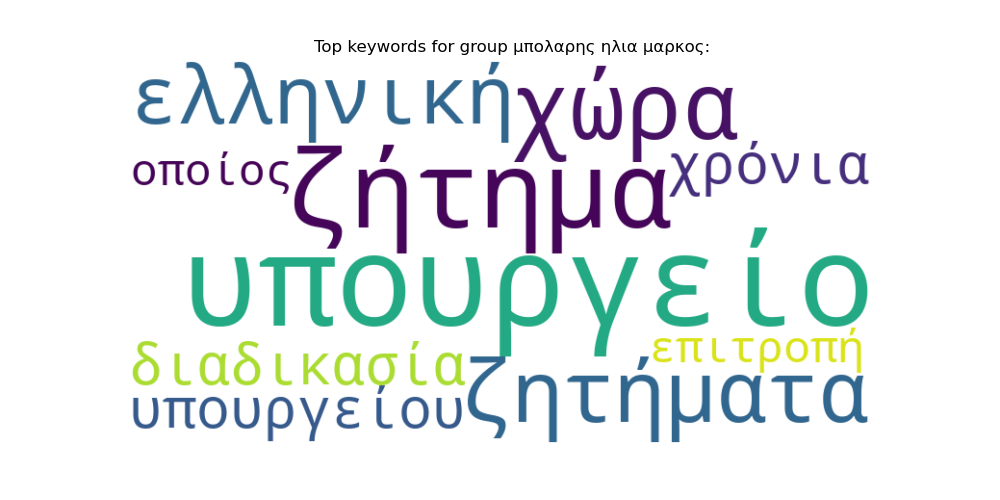 Top keywords for group μπολαρης ηλια μαρκος:
ελληνική χώρα
οποίος ζήτημα χρόνια
υπουργείο
διαδικασία επιτροπή
υπουργείου ζητήματα